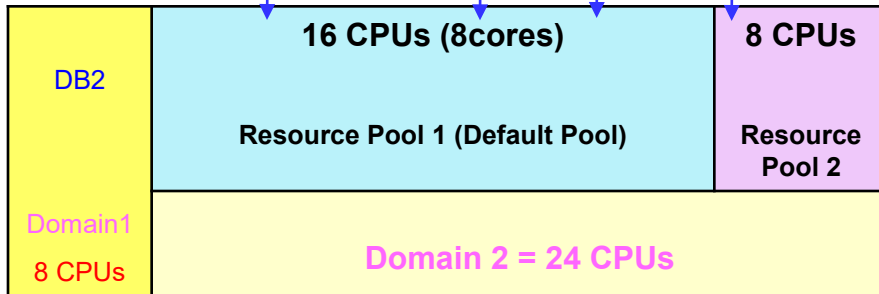 DB2
Domain1
8 CPUs
16 CPUs (8cores)
Resource Pool 1 (Default Pool)
8 CPUs
Resource
Pool 2
Domain 2 = 24 CPUs